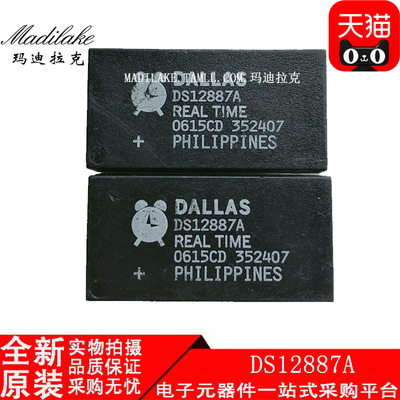 Madilake
玛迪拉克
天猫
MADILAKE.TMALL.COM 玛迪拉克
DALLAS
DS12887A
REAL TIME
0615CD 352407
+ PHILIPPINES
DALLAS
DS12887A
REAL TIME
0615CD 352407
+ PHILIPPINES
全新
原装
实物拍摄
采购无忧
DS12887A
电子元器件一站式采购平台